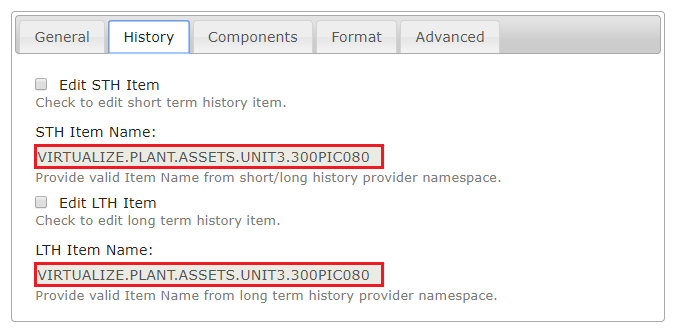 General History Components Format Advanced
Edit STH Item
Check to edit short term history item.
STH Item Name:
VIRTUALIZE.PLANT.ASSETS.UNIT3.300PIC080
Provide valid Item Name from short/long history provider namespace.
Edit LTH Item
Check to edit long term history item.
LTH Item Name:
VIRTUALIZE.PLANT.ASSETS.UNIT3.300PIC080
Provide valid Item Name from long term history provider namespace.